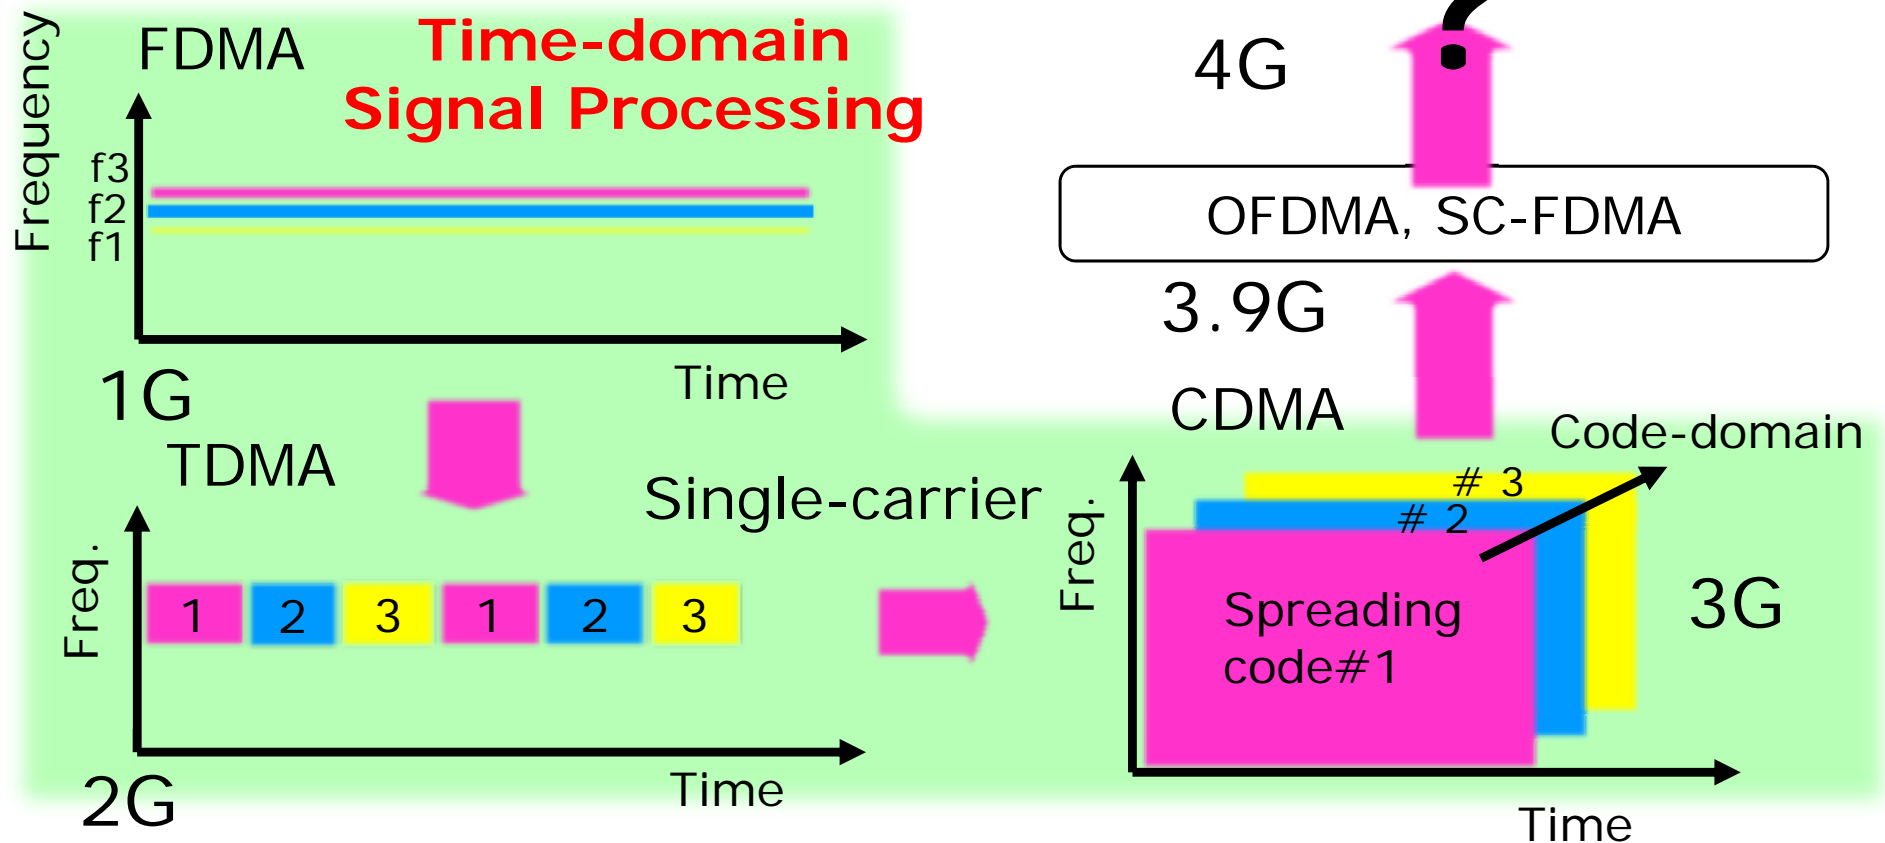 Frequency
FDMA
Time-domain
Signal Processing
f3
f2
f1
Time
1G
TDMA
Single-carrier
Freq.
1 2 3 1 2 3
Time
2G
?
4G
OFDMA, SC-FDMA
3.9G
CDMA
Code-domain
# 3
# 2
Freq.
Spreading
code#1
3G
Time